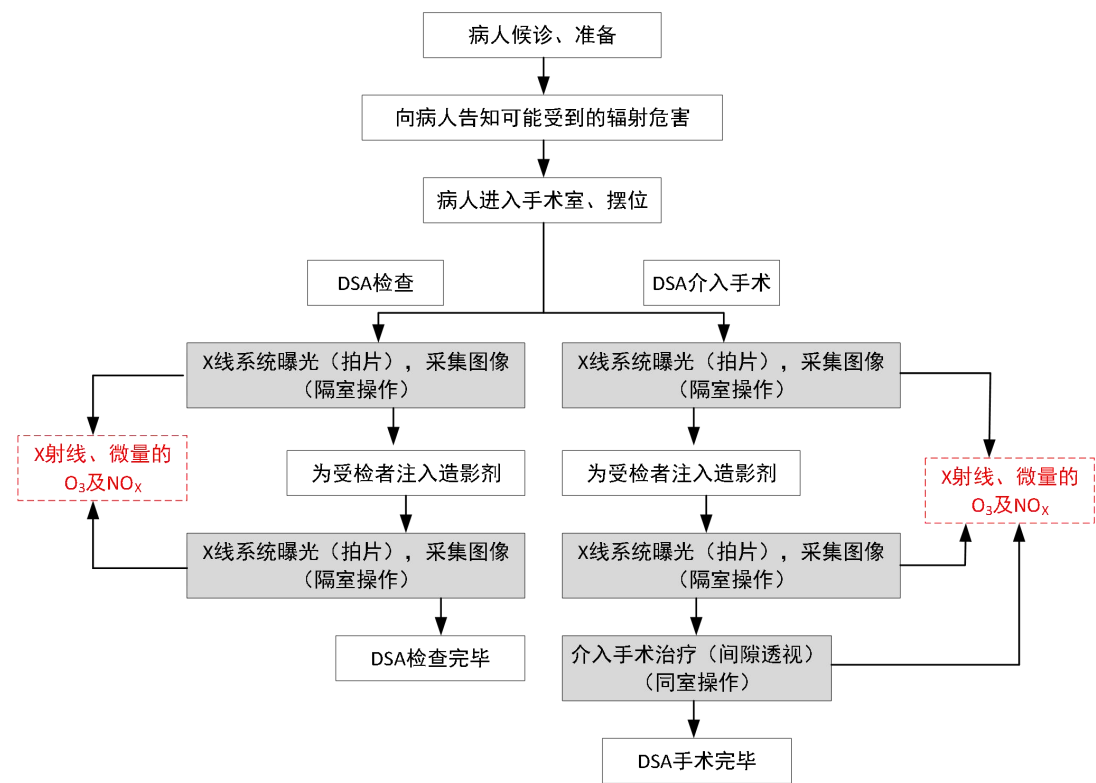 病人候诊、准备
向病人告知可能受到的辐射危害
病人进入手术室、摆位
DSA检查
DSA介入手术
X线系统曝光（拍片），采集图像
（隔室操作）
X线系统曝光（拍片），采集图像
（隔室操作）
X射线、微量的
O₃及NOₓ
为受检者注入造影剂
为受检者注入造影剂
X射线、微量的
O₃及NOₓ
X线系统曝光（拍片），采集图像
（隔室操作）
X线系统曝光（拍片），采集图像
（隔室操作）
DSA检查完毕
介入手术治疗（间隙透视）
（同室操作）
DSA手术完毕